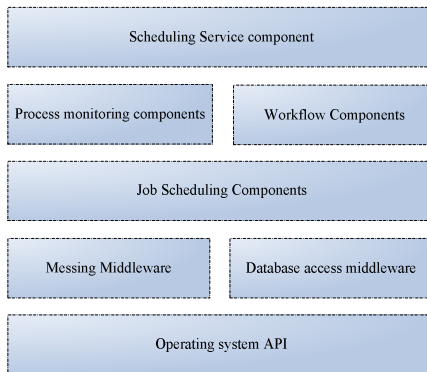 Scheduling Service component
Process monitoring components
Workflow Components
Job Scheduling Components
Messing Middleware
Database access middleware
Operating system API